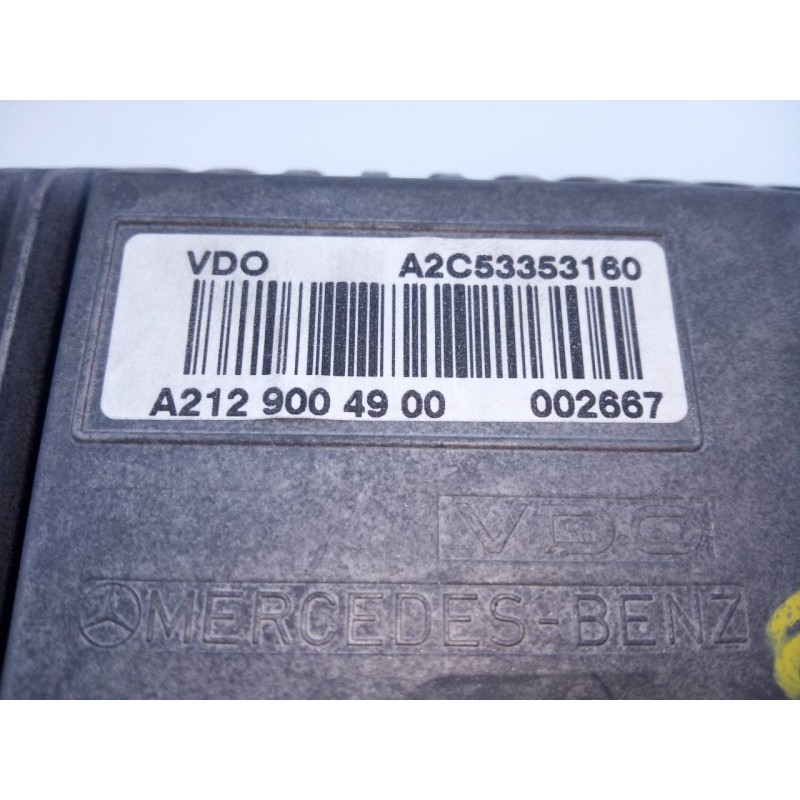 VDO A2C53353160
A212 900 49 00 002667
VDO
MERCEDES-BENZ